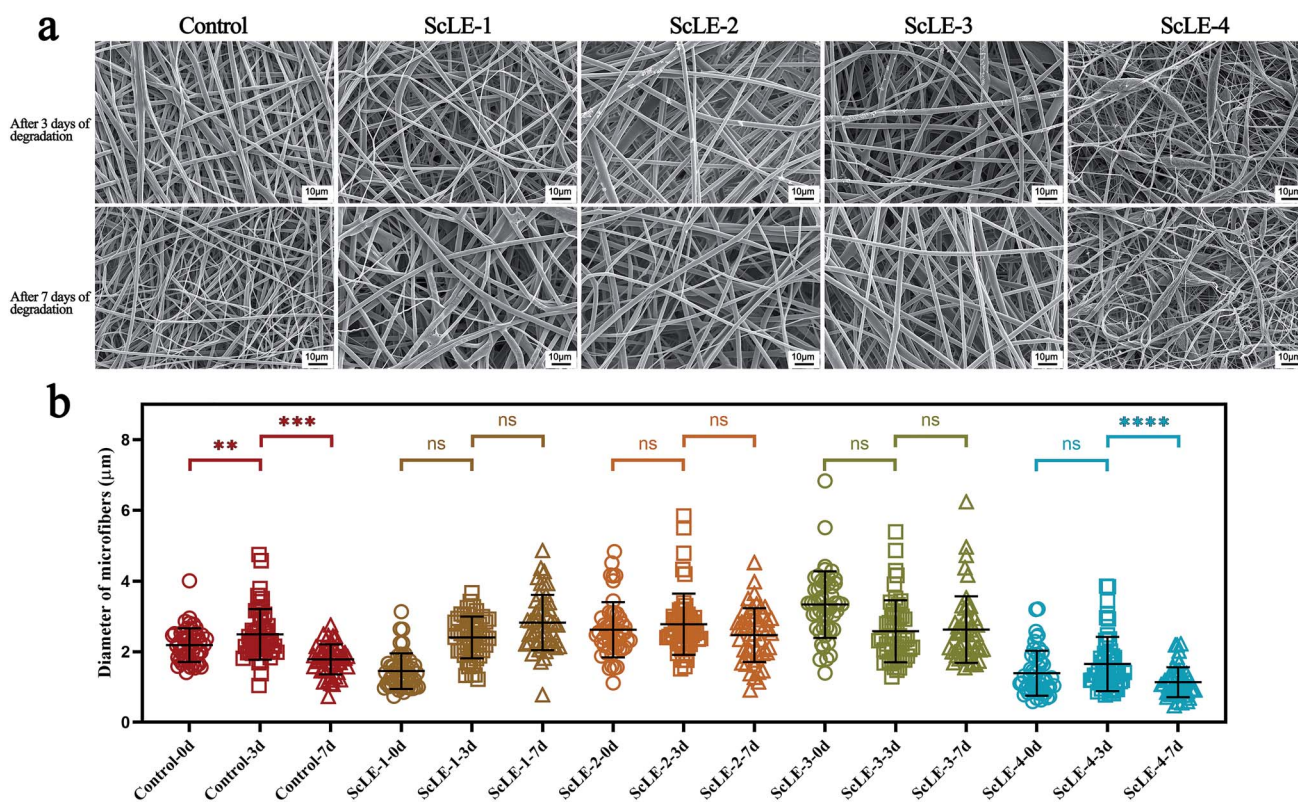 a
Control ScLE-1 ScLE-2 ScLE-3 ScLE-4
After 3 days of
degradation
10μm 10μm 10μm 10μm 10μm
After 7 days of
degradation
10μm 10μm 10μm 10μm 10μm
b
Diameter of microfibers (μm)
8
6
4
2
0
** *** ns ns ns ns ns ns ns ****
Control-0d Control-3d Control-7d ScLE-1-0d ScLE-1-3d ScLE-1-7d ScLE-2-0d ScLE-2-3d ScLE-2-7d ScLE-3-0d ScLE-3-3d ScLE-3-7d ScLE-4-0d ScLE-4-3d ScLE-4-7d